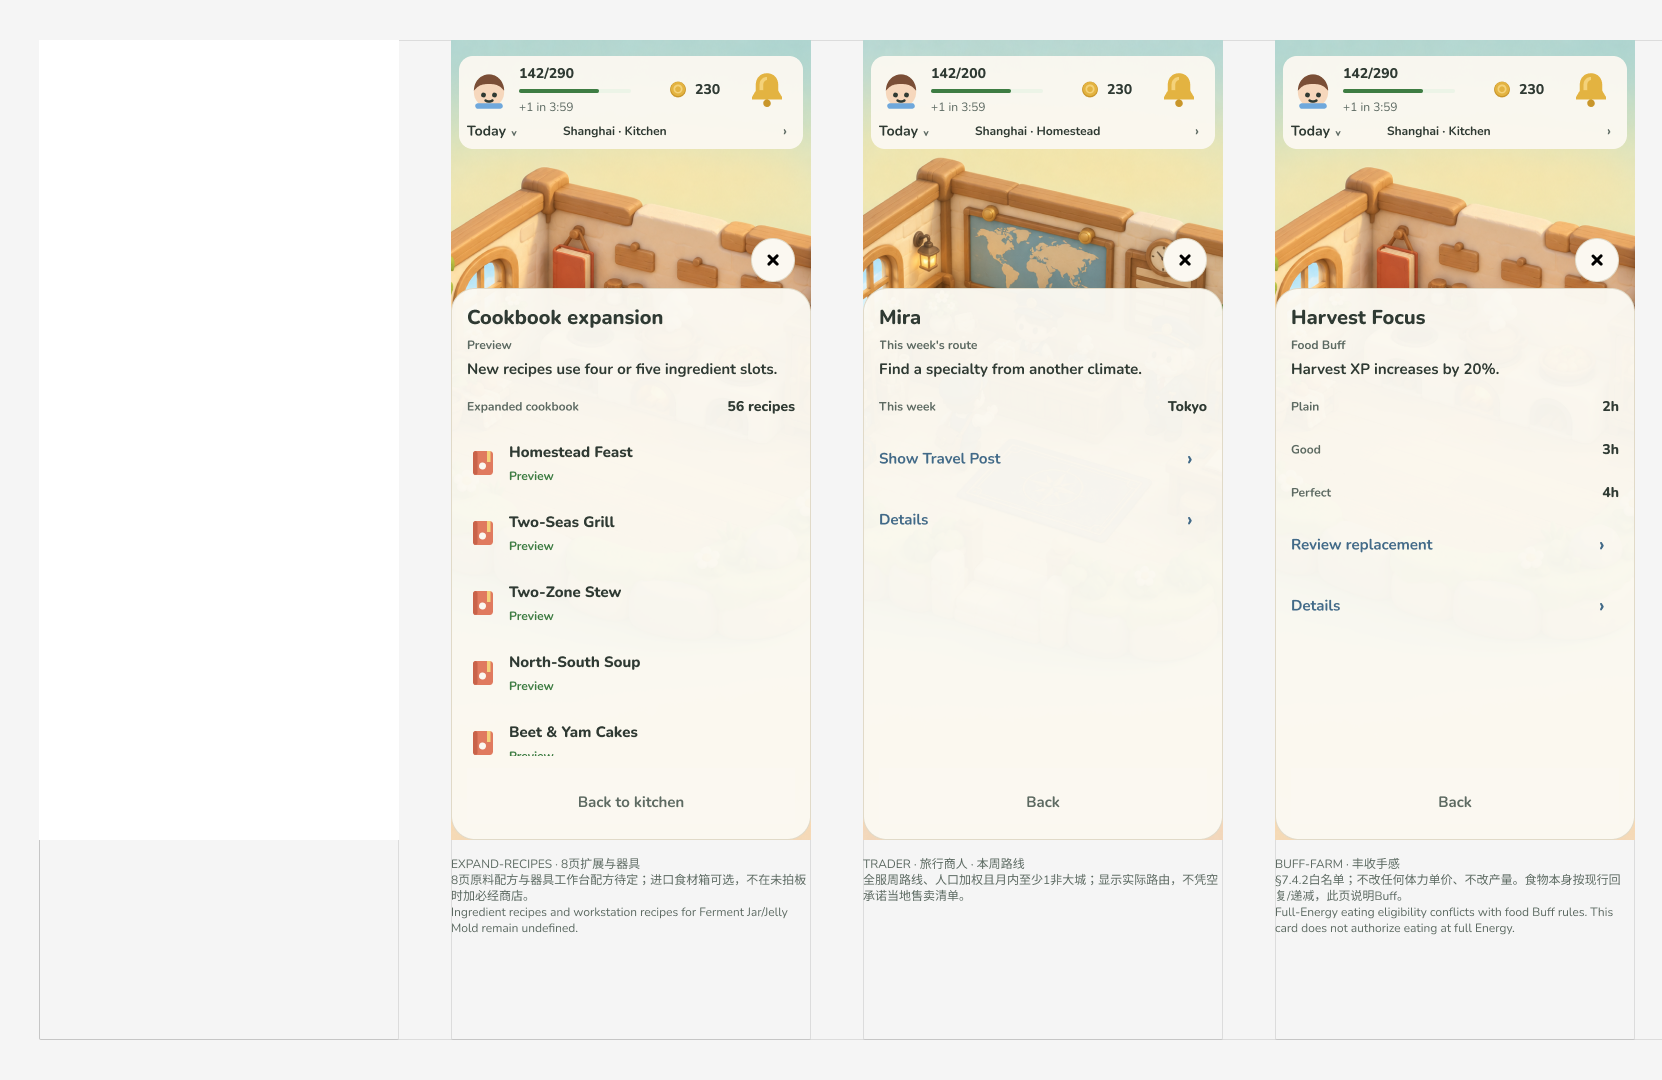 142/290
230
+1 in 3:59
Today
Shanghai · Kitchen
Cookbook expansion
Preview
New recipes use four or five ingredient slots.
Expanded cookbook
56 recipes
Homestead Feast
Preview
Two-Seas Grill
Preview
Two-Zone Stew
Preview
North-South Soup
Preview
Beet & Yam Cakes
Preview
Back to kitchen
EXPAND-RECIPES · 8页扩展与器具
8页原料配方与器具工作台配方待定；进口食材箱可选，不在未拍板
时加必经商店。
Ingredient recipes and workstation recipes for Ferment Jar/Jelly
Mold remain undefined.
142/200
230
+1 in 3:59
Today
Shanghai · Homestead
Mira
This week's route
Find a specialty from another climate.
This week
Tokyo
Show Travel Post
Details
Back
TRADER · 旅行商人 · 本周路线
全服周路线、人口加权且月内至少1非大城；显示实际路由，不凭空
承诺当地售卖清单。
142/290
230
+1 in 3:59
Today
Shanghai · Kitchen
Harvest Focus
Food Buff
Harvest XP increases by 20%.
Plain
2h
Good
3h
Perfect
4h
Review replacement
Details
Back
BUFF-FARM · 丰收手感
§7.4.2白名单；不改任何体力单价、不改产量。食物本身按现行回
复/递减，此页说明Buff。
Full-Energy eating eligibility conflicts with food Buff rules. This
card does not authorize eating at full Energy.